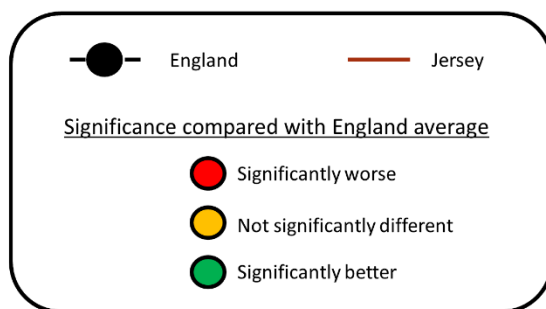 England Jersey
Significance compared with England average
Significantly worse
Not significantly different
Significantly better